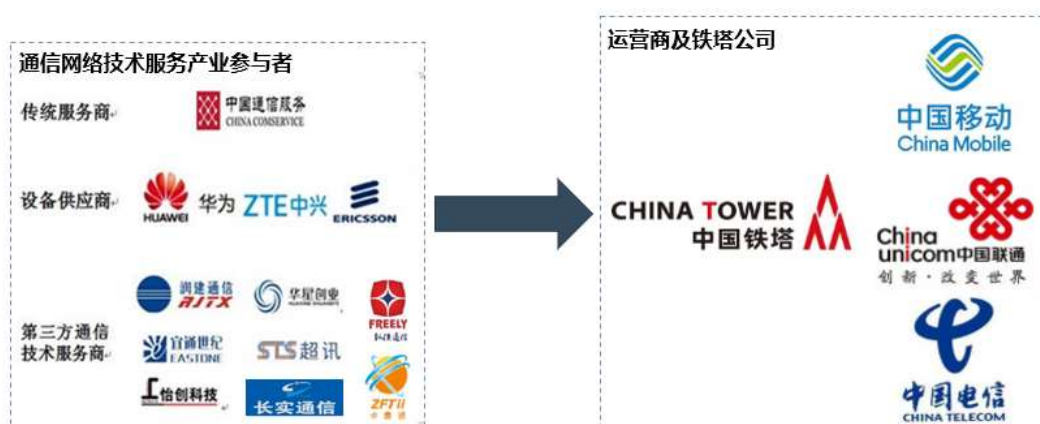 通信网络技术服务产业参与者
传统服务商
中国通信服务
CHINA COMSERVICE
设备供应商
HUAWEI
华为
ZTE中兴
ERICSSON
第三方通信
技术服务商
润建通信
RJTX
华星创业
FREELY
宜通世纪
EASTONE
STS超讯
怡创科技
长实通信
ZFTii
运营商及铁塔公司
中国移动
China Mobile
CHINA TOWER
中国铁塔
China
unicom中国联通
创新·改变世界
中国电信
CHINA TELECOM